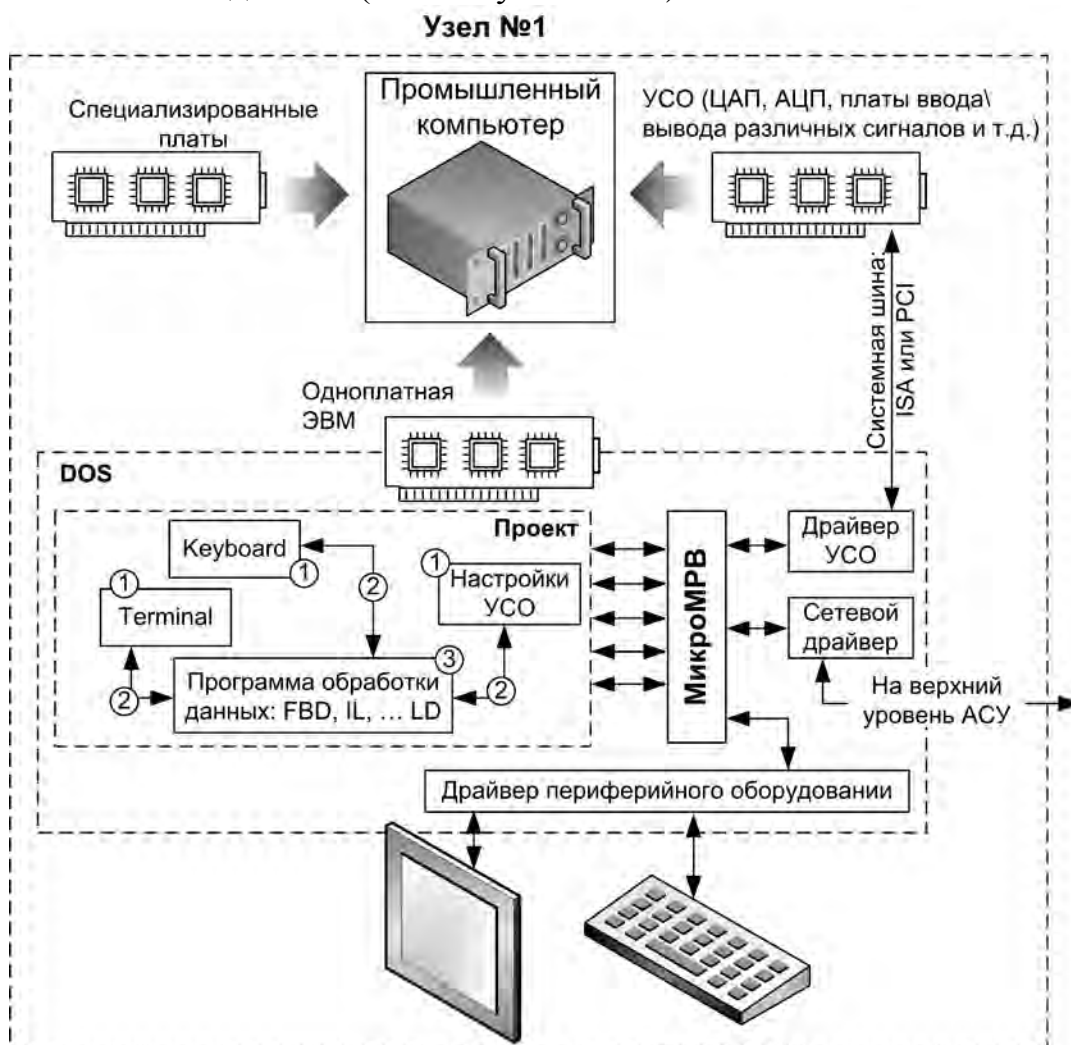 Узел №1
Специализированные
платы
Промышленный
компьютер
УСО (ЦАП, АЦП, платы ввода\
вывода различных сигналов и т.д.)
Системная шина:
ISA или PCI
Одноплатная
ЭВМ
DOS
Проект
Keyboard
1
2
1
Terminal
2
1
Настройки
УСО
2
3
Программа обработки
данных: FBD, IL, ... LD
МикроМРВ
Драйвер
УСО
Сетевой
драйвер
На верхний
уровень АСУ
Драйвер периферийного оборудовании